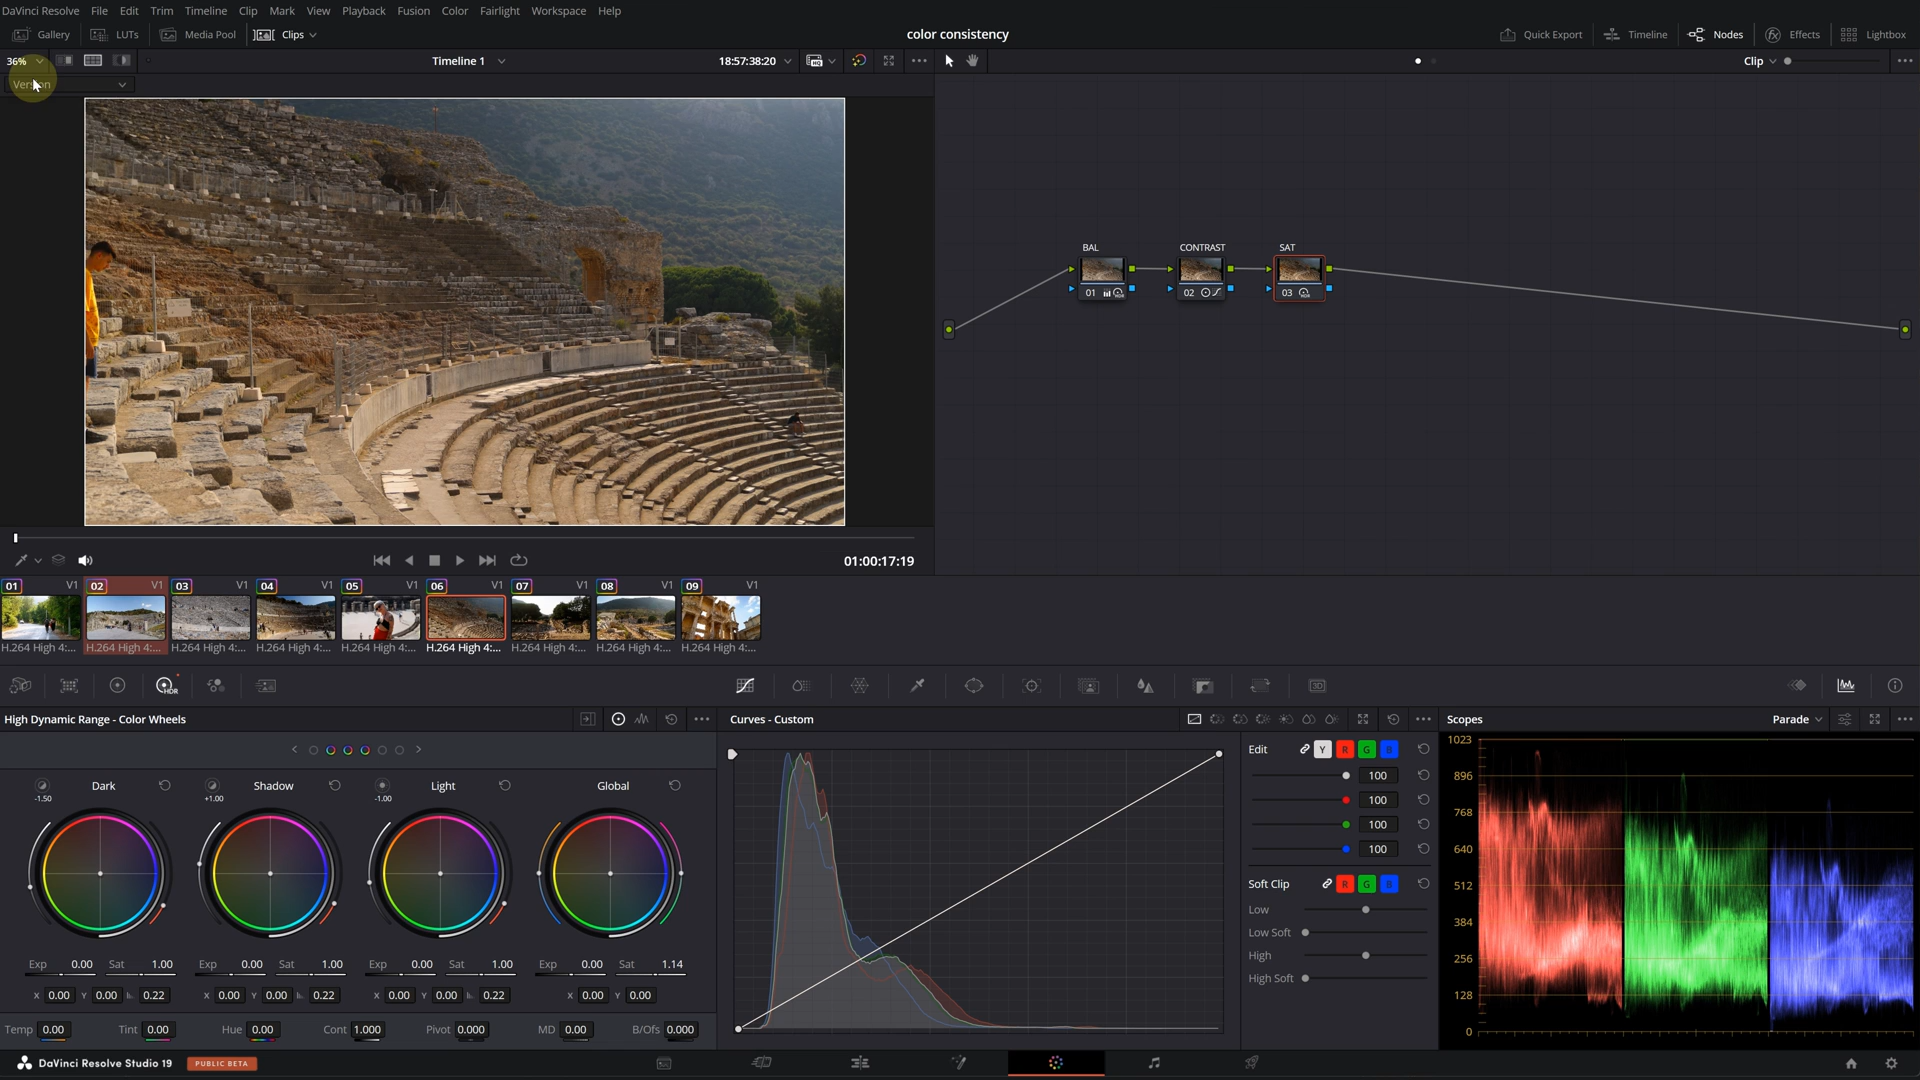 DaVinci Resolve File Edit Trim Timeline Clip Mark View Playback Fusion Color Fairlight Workspace Help
Gallery LUTs Media Pool Clips color consistency Quick Export Timeline Nodes Effects Lightbox
36% Timeline 1 18:57:38:20 Clip
Version
BAL CONTRAST SAT
01 02 03
01:00:17:19
01 V1 02 V1 03 V1 04 V1 05 V1 06 V1 07 V1 08 V1 09 V1
H.264 High 4:... H.264 High 4:... H.264 High 4:... H.264 High 4:... H.264 High 4:... H.264 High 4:... H.264 High 4:... H.264 High 4:... H.264 High 4:...
HDR 3D
High Dynamic Range - Color Wheels Curves - Custom Scopes Parade
Dark Shadow Light Global
-1.50 +1.00 -1.00
Exp 0.00 Sat 1.00 Exp 0.00 Sat 1.00 Exp 0.00 Sat 1.00 Exp 0.00 Sat 1.14
X 0.00 Y 0.00 0.22 X 0.00 Y 0.00 0.22 X 0.00 Y 0.00 0.22 X 0.00 Y 0.00
Temp 0.00 Tint 0.00 Hue 0.00 Cont 1.000 Pivot 0.000 MD 0.00 B/Ofs 0.000
Edit Y R G B
100
100
100
100
Soft Clip R G B
Low
Low Soft
High
High Soft
1023
896
768
640
512
384
256
128
0
DaVinci Resolve Studio 19 PUBLIC BETA